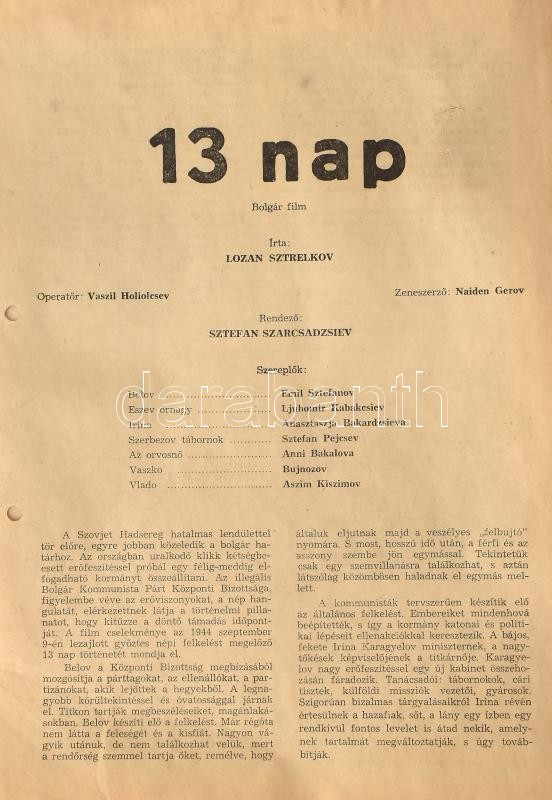 13 nap
Bolgár film
Írta:
LOZAN SZTRELKOV
Operatőr: Vaszil Holiolcsev
Zeneszerző: Naiden Gerov
Rendező:
SZTEFAN SZARCSADZSIEV
Szereplők:
Belov Emil Sztefanov
Eszev őrnagy Ljubomir Kabakcsiev
Irina Anasztaszja Bakardzsieva
Szerbezov tábornok Sztefan Pejcsev
Az orvosnő Anni Bakalova
Vaszko Bujnozov
Vlado Aszim Kiszimov
darabanth
A Szovjet Hadsereg hatalmas lendülettel
tör előre, egyre jobban közeledik a bolgár ha-
tárhoz. Az országban uralkodó klikk kétségbe-
esett erőfeszítéssel próbál egy félig-meddig el-
fogadható kormányt összeállítani. Az illegális
Bolgár Kommunista Párt Központi Bizottsága,
figyelembe véve az erőviszonyokat, a nép han-
gulatát, elérkezettnek látja a történelmi pilla-
natot, hogy kitűzze a döntő támadás időpont-
ját. A film cselekménye az 1944 szeptember
9-én lezajlott győztes népi felkelést megelőző
13 nap történetét mondja el.
Belov a Központi Bizottság megbízásából
mozgósítja a párttagokat, az ellenállókat, a par-
tizánokat, akik lejöttek a hegyekből. A legna-
gyobb körültekintéssel és óvatossággal járnak
el. Titkon tartják megbeszéléseiket, magánlaká-
sokban. Belov készíti elő a felkelést. Már régóta
nem látta a feleségét és a kisfiát. Nagyon vá-
gyik utánuk, de nem találkozhat velük, mert
a rendőrség szemmel tartja őket, remélve, hogy
általuk eljutnak majd a veszélyes „felbujtó”
nyomára. S most, hosszú idő után, a férfi és az
asszony szembe jön egymással. Tekintetük
csak egy szemvillanásra találkozhat, s aztán
látszólag közömbösen haladnak el egymás mel-
lett.
A kommunisták tervszerűen készítik elő
az általános felkelést. Embereiket mindenhová
beépítették, s így a kormány katonai és politi-
kai lépéseit ellenakciókkal keresztezik. A bájos,
fekete Irina Karagyelov miniszternek, a nagy-
tőkések képviselőjének a titkárnője. Karagye-
lov nagy erőfeszítéssel egy új kabinet összeho-
zásán fáradozik. Tanácsadói: tábornokok, cári
tisztek, külföldi missziók vezetői, gyárosok.
Szigorúan bizalmas tárgyalásaikról Irina révén
értesülnek a hazafiak, sőt, a lány egy ízben egy
rendkívül fontos levelet is átad nekik, amely-
nek tartalmát megváltoztatják, s úgy továb-
bítják.